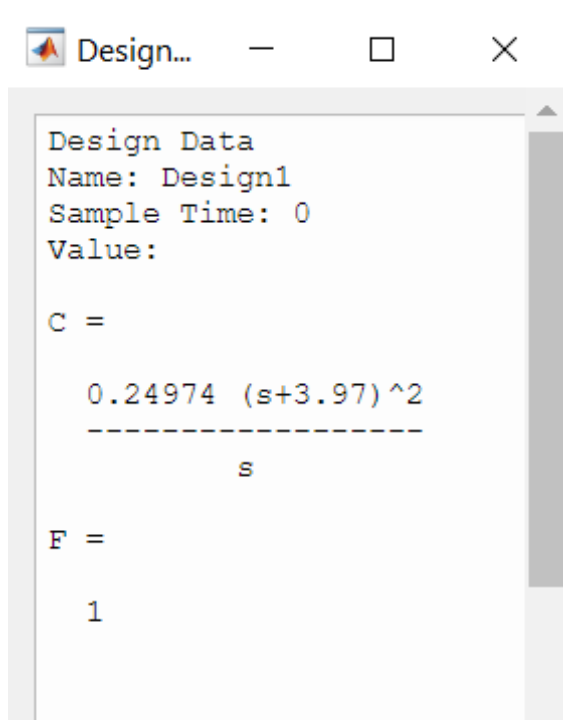 Design...
Design Data
Name: Design1
Sample Time: 0
Value:
C =
0.24974 (s+3.97)^2
------------------
s
F =
1